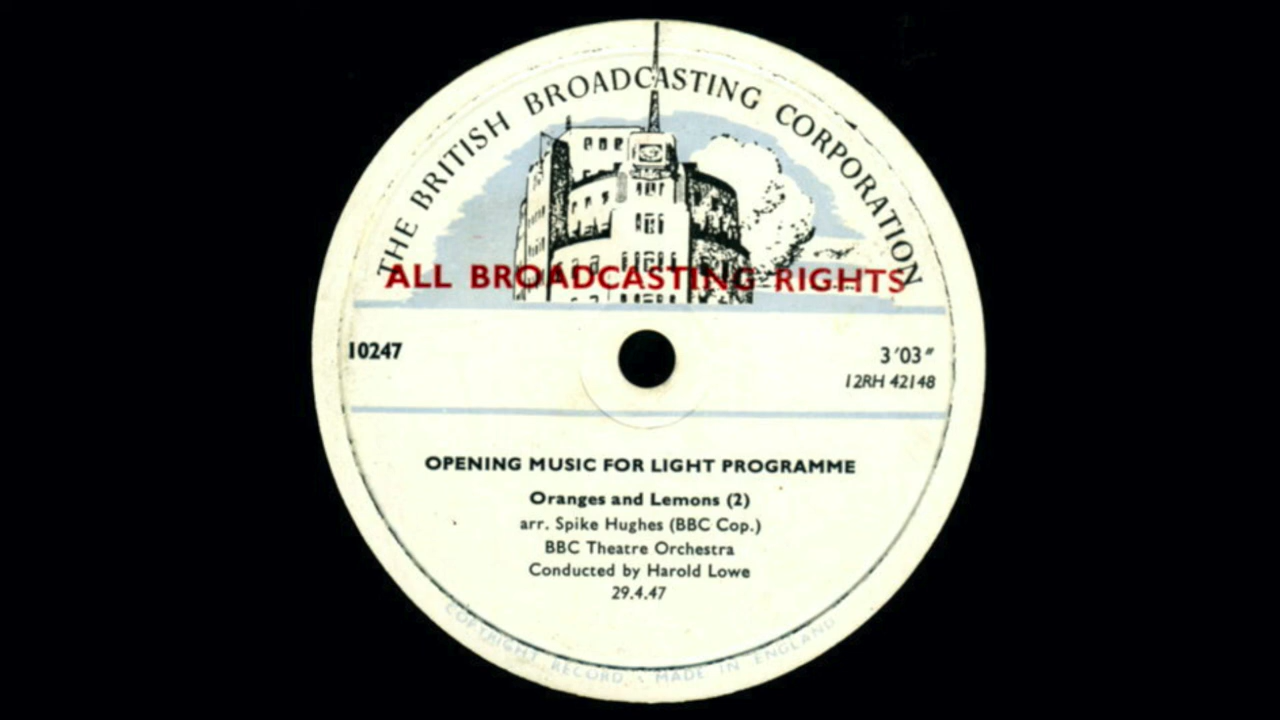 THE BRITISH BROADCASTING CORPORATION
ALL BROADCASTING RIGHTS
10247
3′03″
12RH 42148
OPENING MUSIC FOR LIGHT PROGRAMME
Oranges and Lemons (2)
arr. Spike Hughes (BBC Cop.)
BBC Theatre Orchestra
Conducted by Harold Lowe
29.4.47
COPYRIGHT RECORD. MADE IN ENGLAND